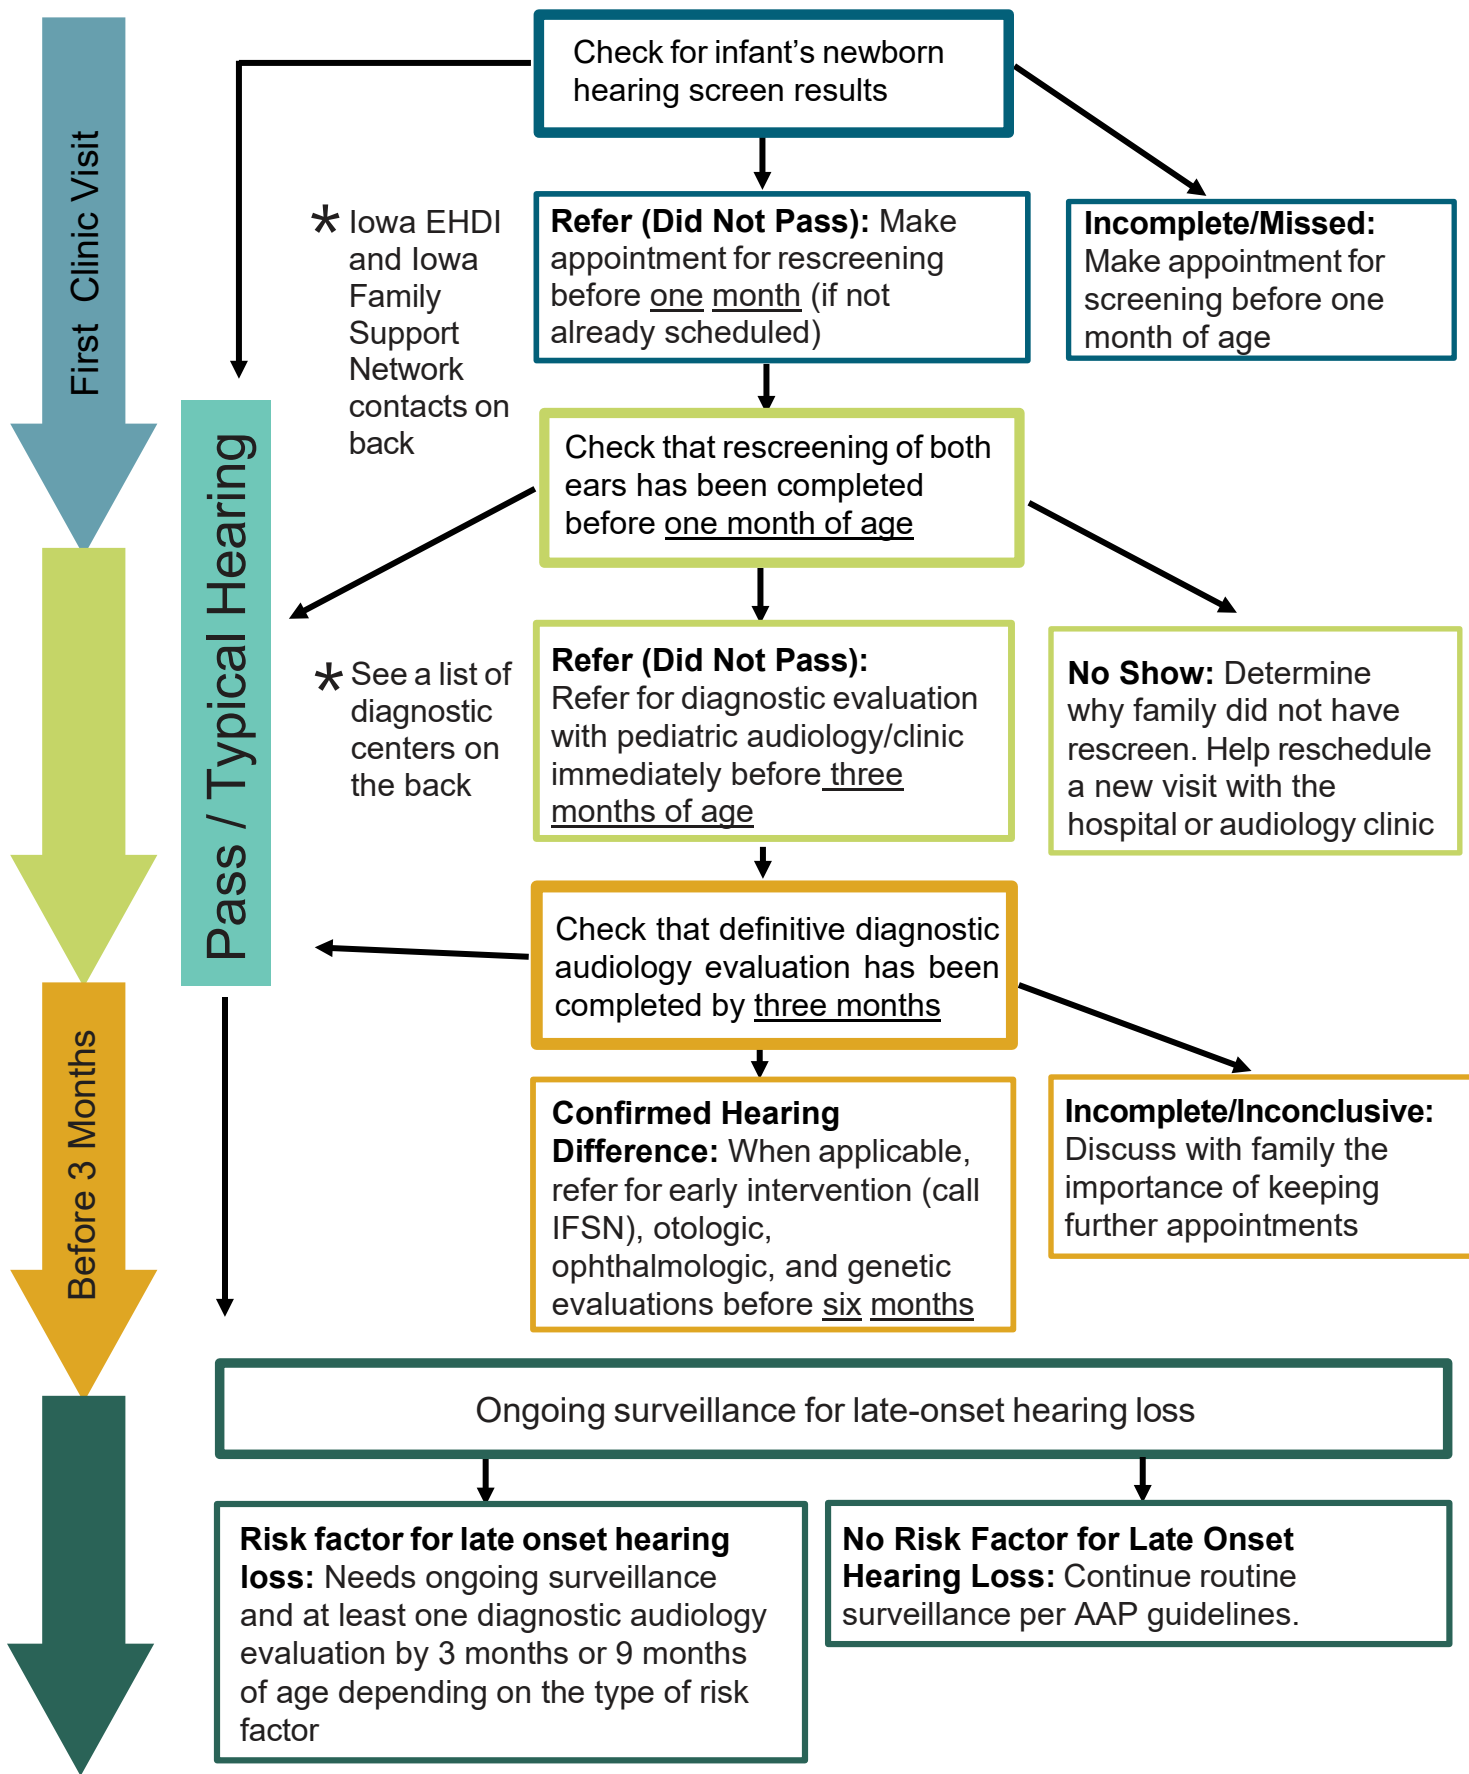 Check for infant’s newborn
hearing screen results
First Clinic Visit
* Iowa EHDI
and Iowa
Family
Support
Network
contacts on
back
Refer (Did Not Pass): Make
appointment for rescreening
before one month (if not
already scheduled)
Incomplete/Missed:
Make appointment for
screening before one
month of age
Pass / Typical Hearing
Check that rescreening of both
ears has been completed
before one month of age
* See a list of
diagnostic
centers on
the back
Refer (Did Not Pass):
Refer for diagnostic evaluation
with pediatric audiology/clinic
immediately before three
months of age
No Show: Determine
why family did not have
rescreen. Help reschedule
a new visit with the
hospital or audiology clinic
Before 3 Months
Check that definitive diagnostic
audiology evaluation has been
completed by three months
Confirmed Hearing
Difference: When applicable,
refer for early intervention (call
IFSN), otologic,
ophthalmologic, and genetic
evaluations before six months
Incomplete/Inconclusive:
Discuss with family the
importance of keeping
further appointments
Ongoing surveillance for late-onset hearing loss
Risk factor for late onset hearing
loss: Needs ongoing surveillance
and at least one diagnostic audiology
evaluation by 3 months or 9 months
of age depending on the type of risk
factor
No Risk Factor for Late Onset
Hearing Loss: Continue routine
surveillance per AAP guidelines.